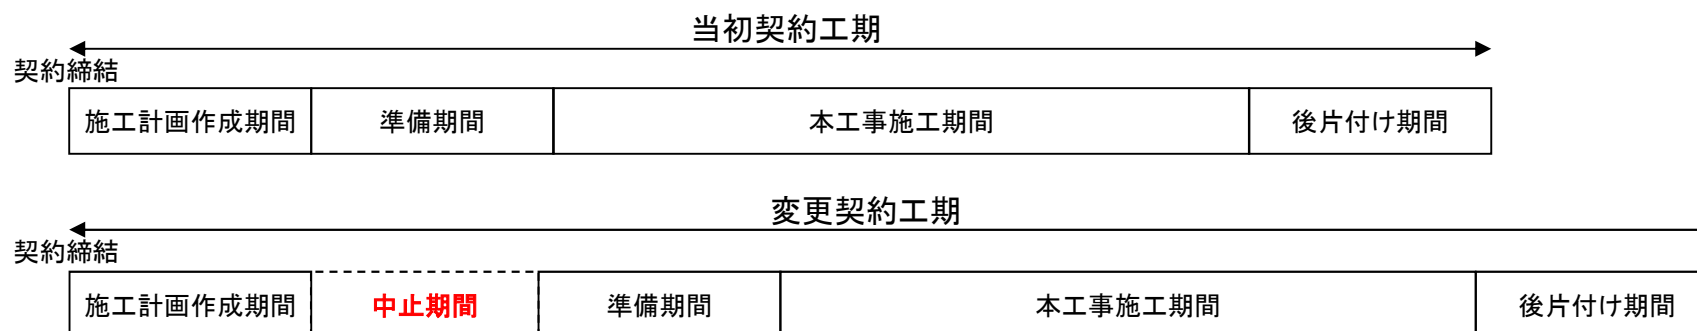 当初契約工期
契約締結
施工計画作成期間 準備期間 本工事施工期間 後片付け期間
変更契約工期
契約締結
施工計画作成期間 中止期間 準備期間 本工事施工期間 後片付け期間